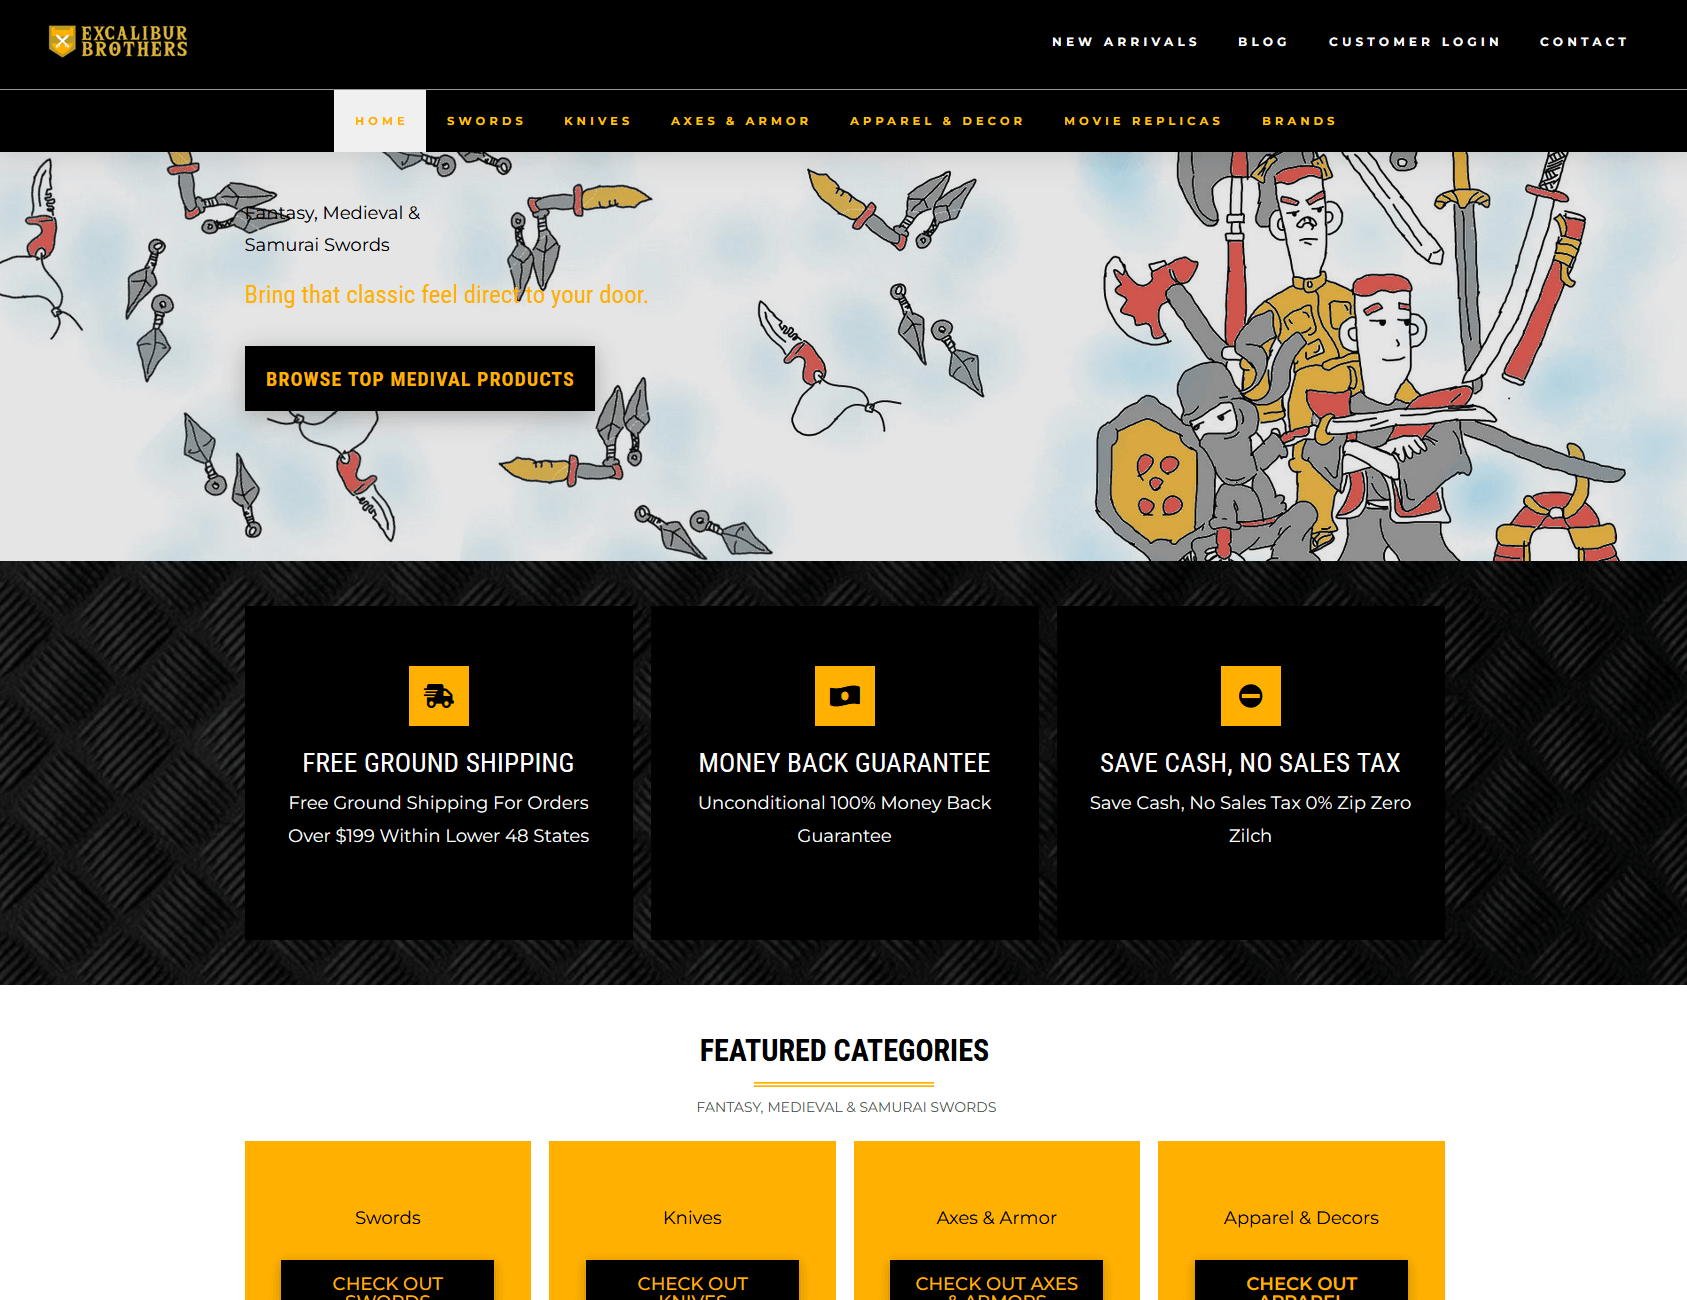 EXCALIBUR
BROTHERS
NEW ARRIVALS BLOG CUSTOMER LOGIN CONTACT
HOME SWORDS KNIVES AXES & ARMOR APPAREL & DECOR MOVIE REPLICAS BRANDS
Fantasy, Medieval &
Samurai Swords
Bring that classic feel direct to your door.
BROWSE TOP MEDIVAL PRODUCTS
FREE GROUND SHIPPING
Free Ground Shipping For Orders
Over $199 Within Lower 48 States
MONEY BACK GUARANTEE
Unconditional 100% Money Back
Guarantee
SAVE CASH, NO SALES TAX
Save Cash, No Sales Tax 0% Zip Zero
Zilch
FEATURED CATEGORIES
FANTASY, MEDIEVAL & SAMURAI SWORDS
Swords
CHECK OUT
SWORDS
Knives
CHECK OUT
KNIVES
Axes & Armor
CHECK OUT AXES
& ARMORS
Apparel & Decors
CHECK OUT
APPAREL